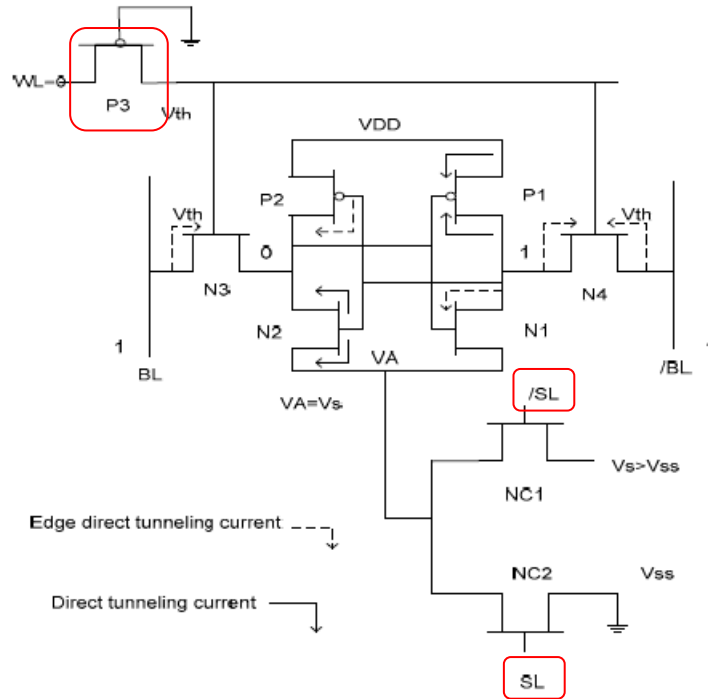 WL=0
P3
Vth
VDD
P2
P1
Vth
Vth
0
1
N3
N4
N2
N1
1
VA
BL
/BL
/SL
VA=Vs
Vs>Vss
NC1
Edge direct tunneling current
NC2
Vss
Direct tunneling current
SL